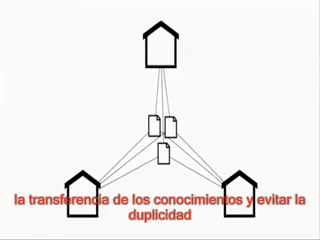 la transferencia de los conocimientos y evitar la
duplicidad